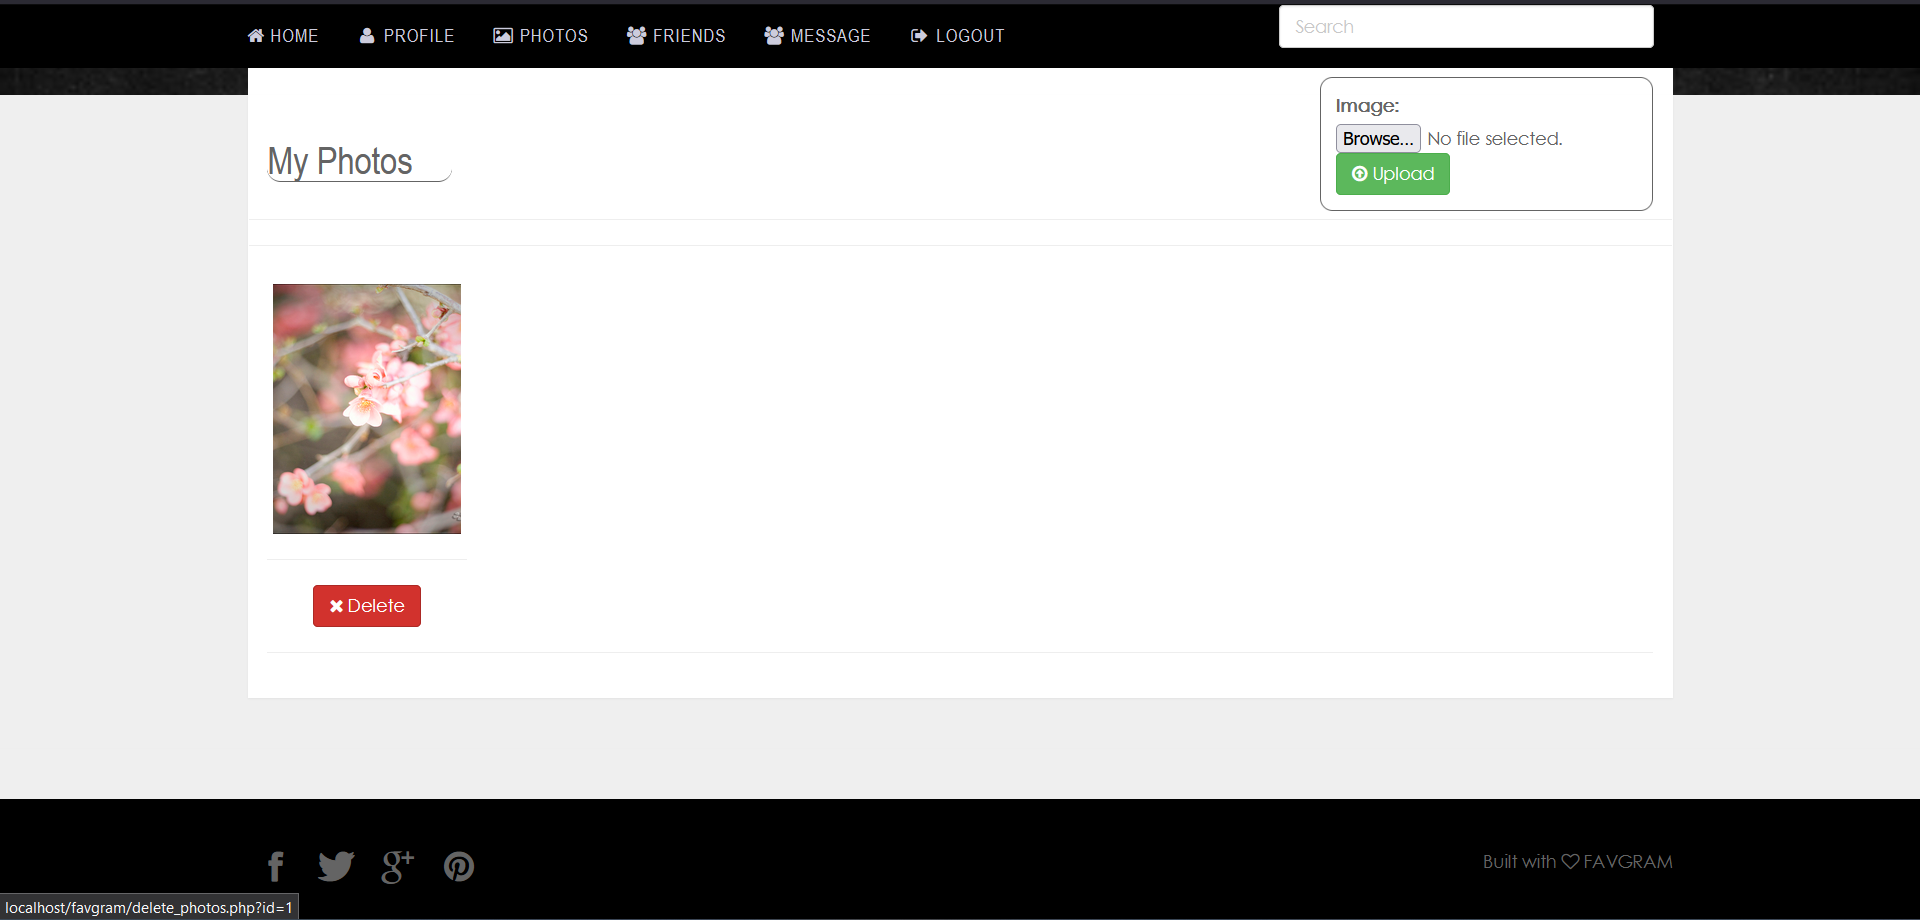 HOME PROFILE PHOTOS FRIENDS MESSAGE LOGOUT Search
Image:
Browse... No file selected.
My Photos
Upload
Delete
Built with FAVGRAM
localhost/favgram/delete_photos.php?id=1